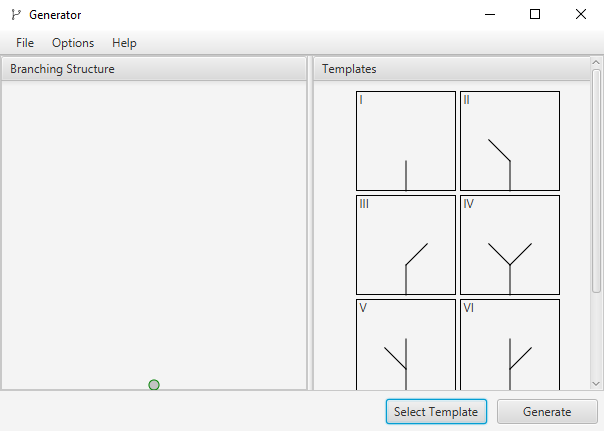 Generator
File Options Help
Branching Structure
Templates
I II
III IV
V VI
Select Template Generate